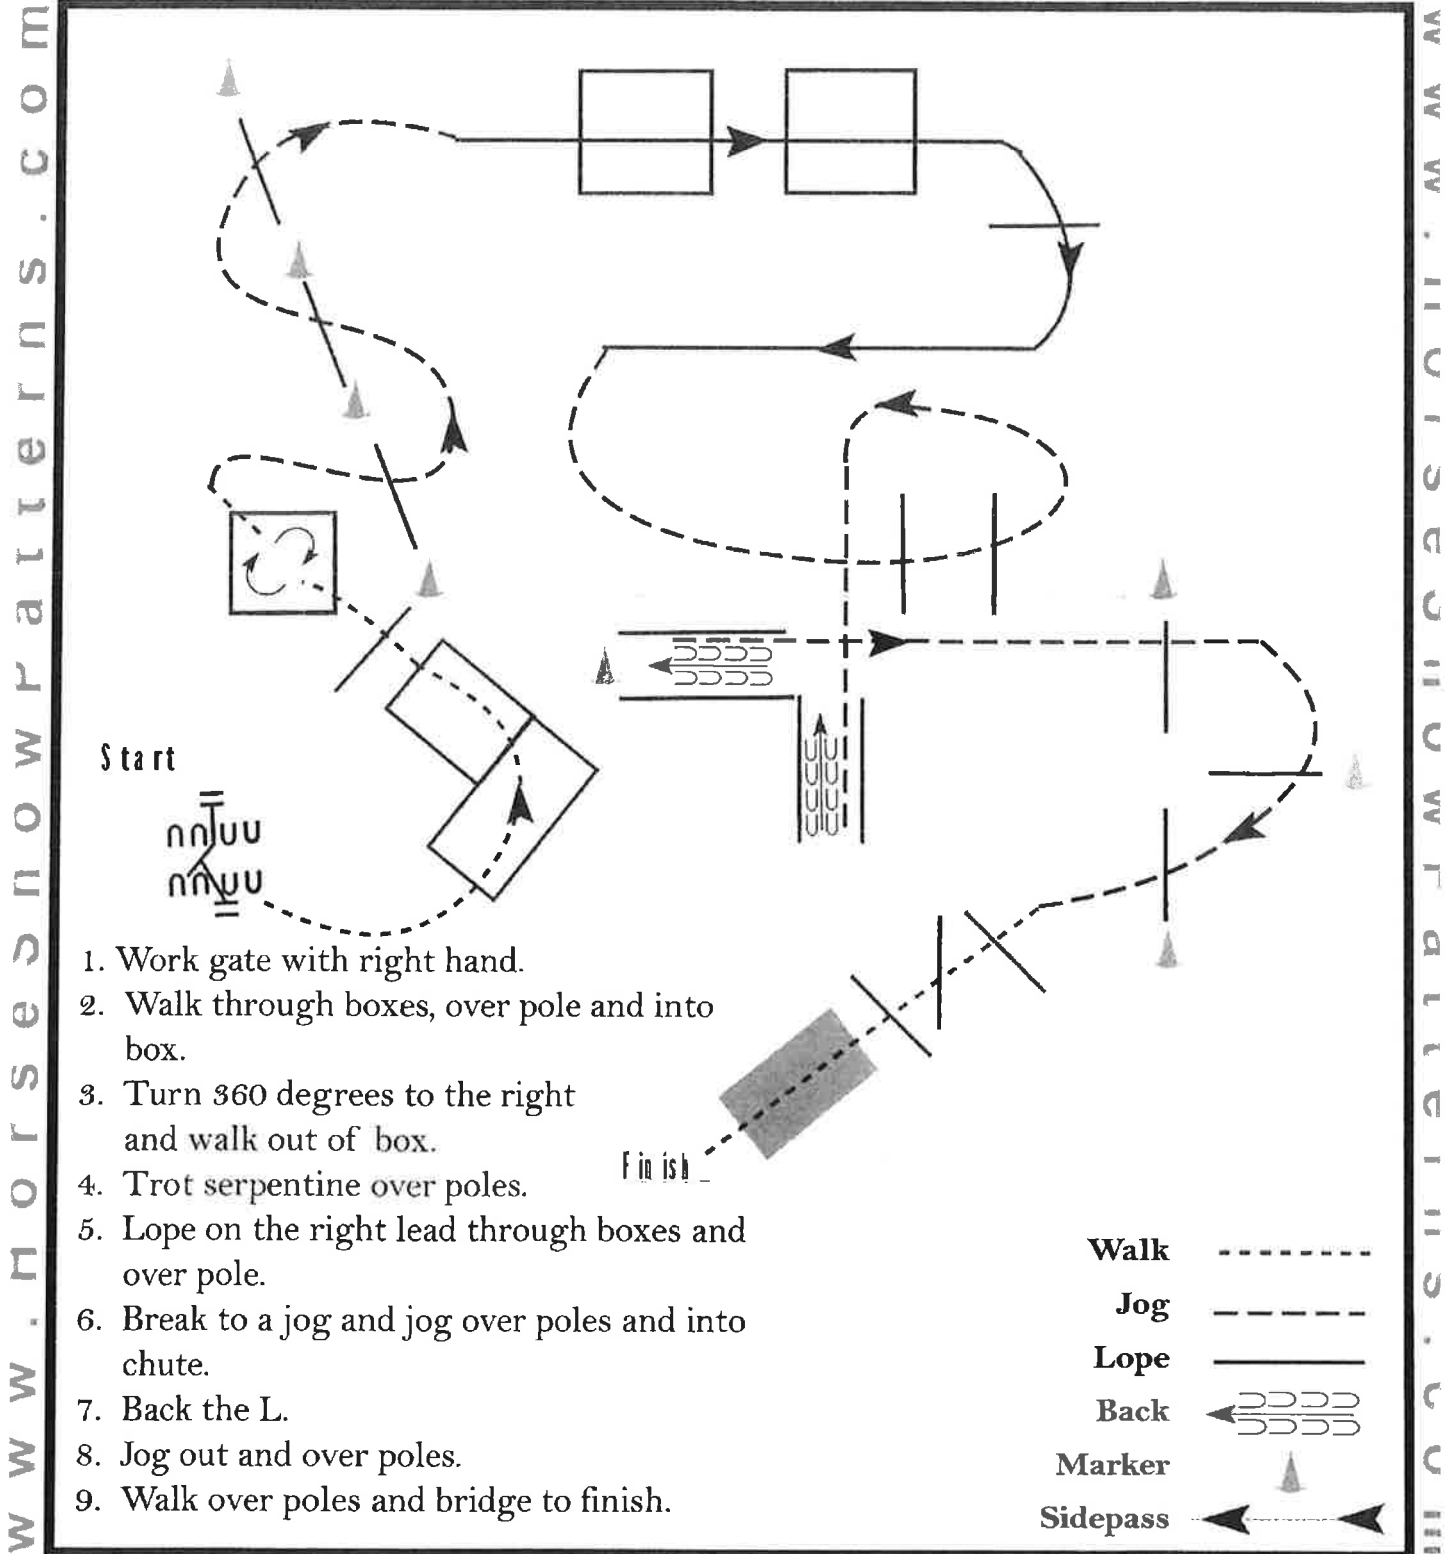 www.HorseShowPatterns.com
www.HorseShowPatterns.com
Start
1. Work gate with right hand.
2. Walk through boxes, over pole and into
box.
3. Turn 360 degrees to the right
and walk out of box.
4. Trot serpentine over poles.
5. Lope on the right lead through boxes and
over pole.
6. Break to a jog and jog over poles and into
chute.
7. Back the L.
8. Jog out and over poles.
9. Walk over poles and bridge to finish.
Finish
Walk
Jog
Lope
Back
Marker
Sidepass